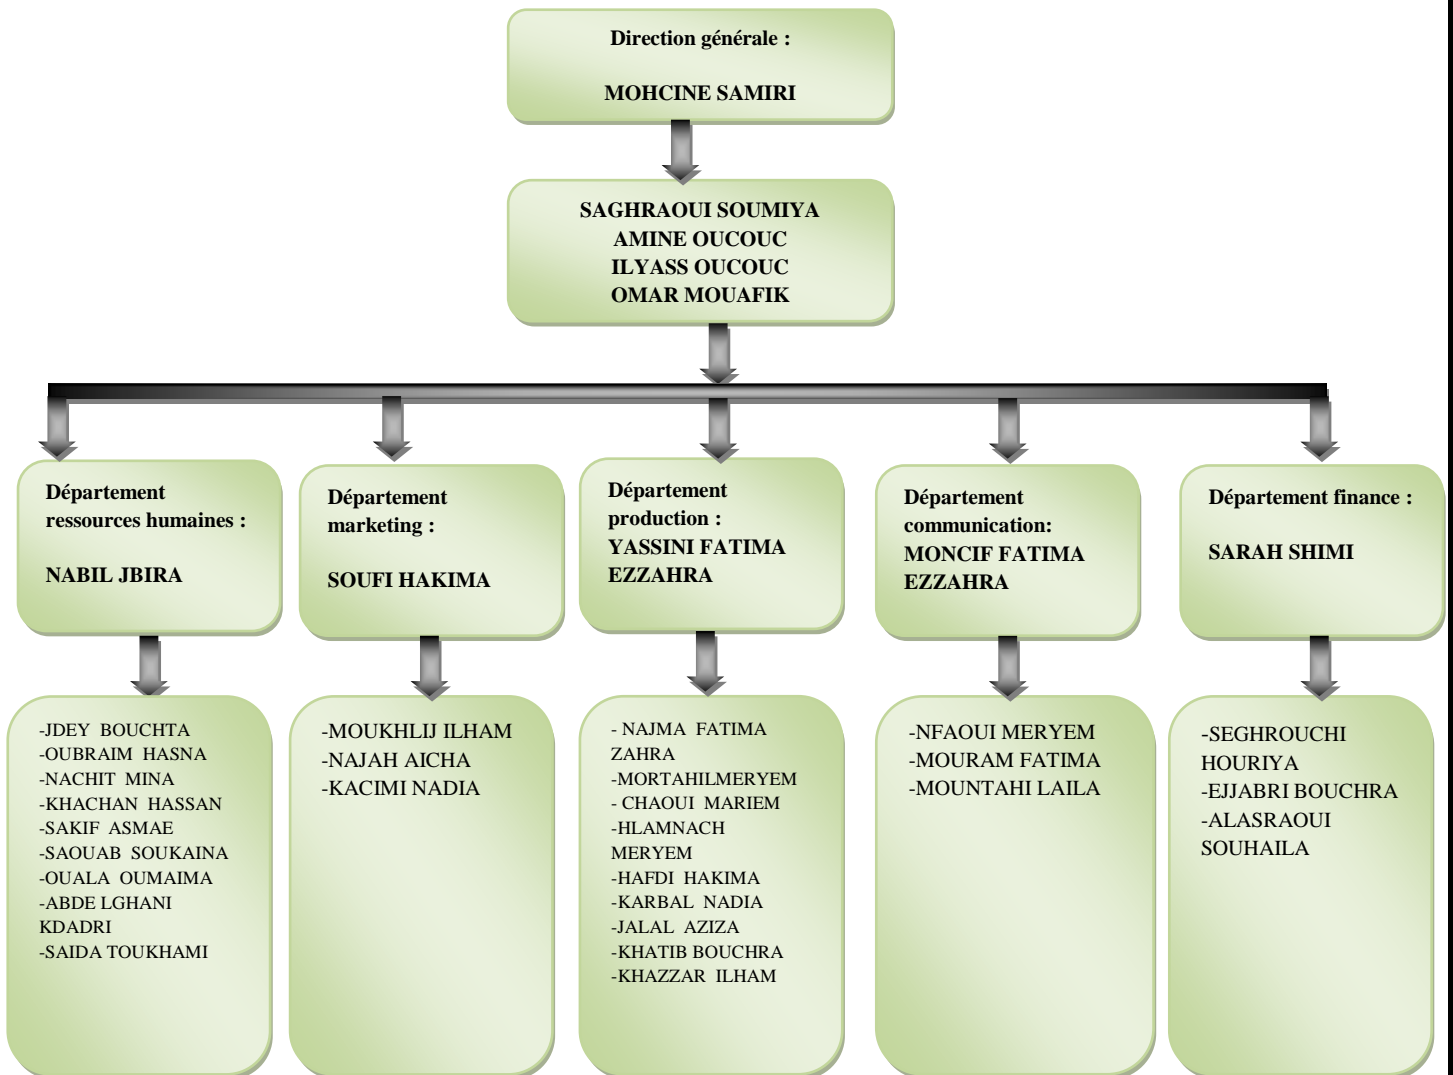 Direction générale :
MOHCINE SAMIRI
SAGHRAOUI SOUMIYA
AMINE OUCOUC
ILYASS OUCOUC
OMAR MOUAFIK
Département
ressources humaines :
NABIL JBIRA
Département
marketing :
SOUFI HAKIMA
Département
production :
YASSINI FATIMA
EZZAHRA
Département
communication:
MONCIF FATIMA
EZZAHRA
Département finance :
SARAH SHIMI
-JDEY BOUCHTA
-OUBRAIM HASNA
-NACHIT MINA
-KHACHAN HASSAN
-SAKIF ASMAE
-SAOUAB SOUKAINA
-OUALA OUMAIMA
-ABDE LGHANI
KDADRI
-SAIDA TOUKHAMI
-MOUKHLIJ ILHAM
-NAJAH AICHA
-KACIMI NADIA
- NAJMA FATIMA
ZAHRA
-MORTAHILMERYEM
- CHAOUI MARIEM
-HLAMNACH
MERYEM
-HAFDI HAKIMA
-KARBAL NADIA
-JALAL AZIZA
-KHATIB BOUCHRA
-KHAZZAR ILHAM
-NFAOUI MERYEM
-MOURAM FATIMA
-MOUNTAHI LAILA
-SEGHROUCHI
HOURIYA
-EJJABRI BOUCHRA
-ALASRAOUI
SOUHAILA